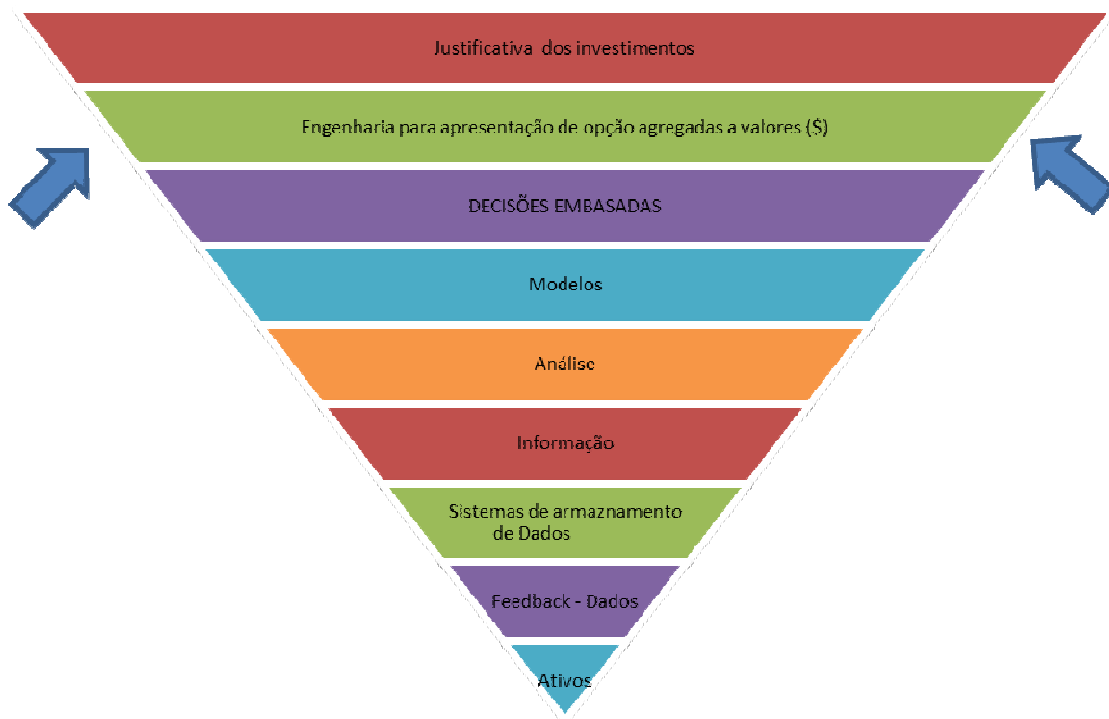 Justificativa dos investimentos
Engenharia para apresentação de opção agregadas a valores ($)
DECISÕES EMBASADAS
Modelos
Análise
Informação
Sistemas de armaznamento
de Dados
Feedback - Dados
Ativos